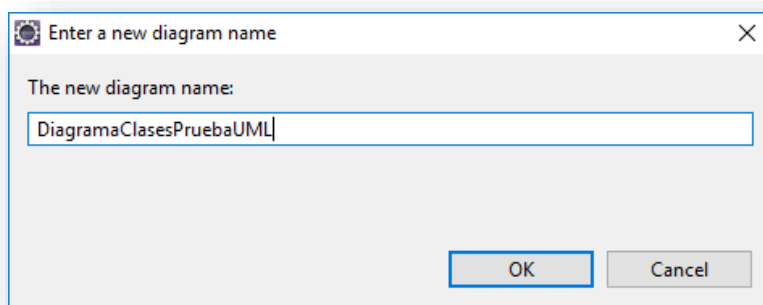 Enter a new diagram name
The new diagram name:
DiagramaClasesPruebaUML
OK Cancel